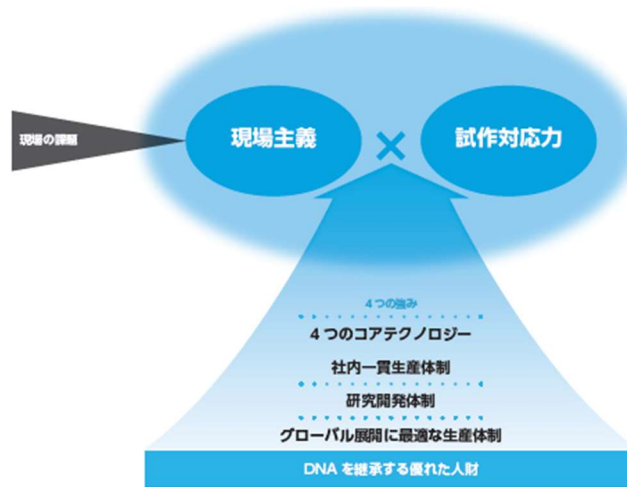 現場の課題
現場主義
×
試作対応力
4つの強み
4つのコアテクノロジー
社内一貫生産体制
研究開発体制
グローバル展開に最適な生産体制
DNAを継承する優れた人財